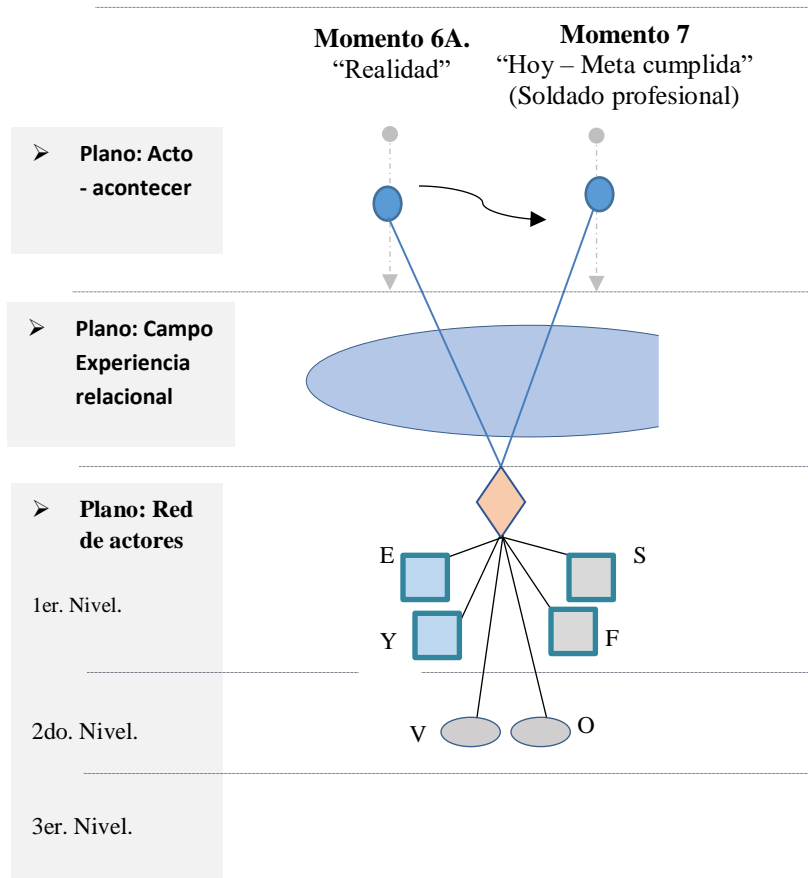 Momento 6A.
“Realidad”
Momento 7
“Hoy – Meta cumplida”
(Soldado profesional)
➢ Plano: Acto
- acontecer
➢ Plano: Campo
Experiencia
relacional
➢ Plano: Red
de actores
E
S
1er. Nivel.
Y
F
2do. Nivel.
V
O
3er. Nivel.